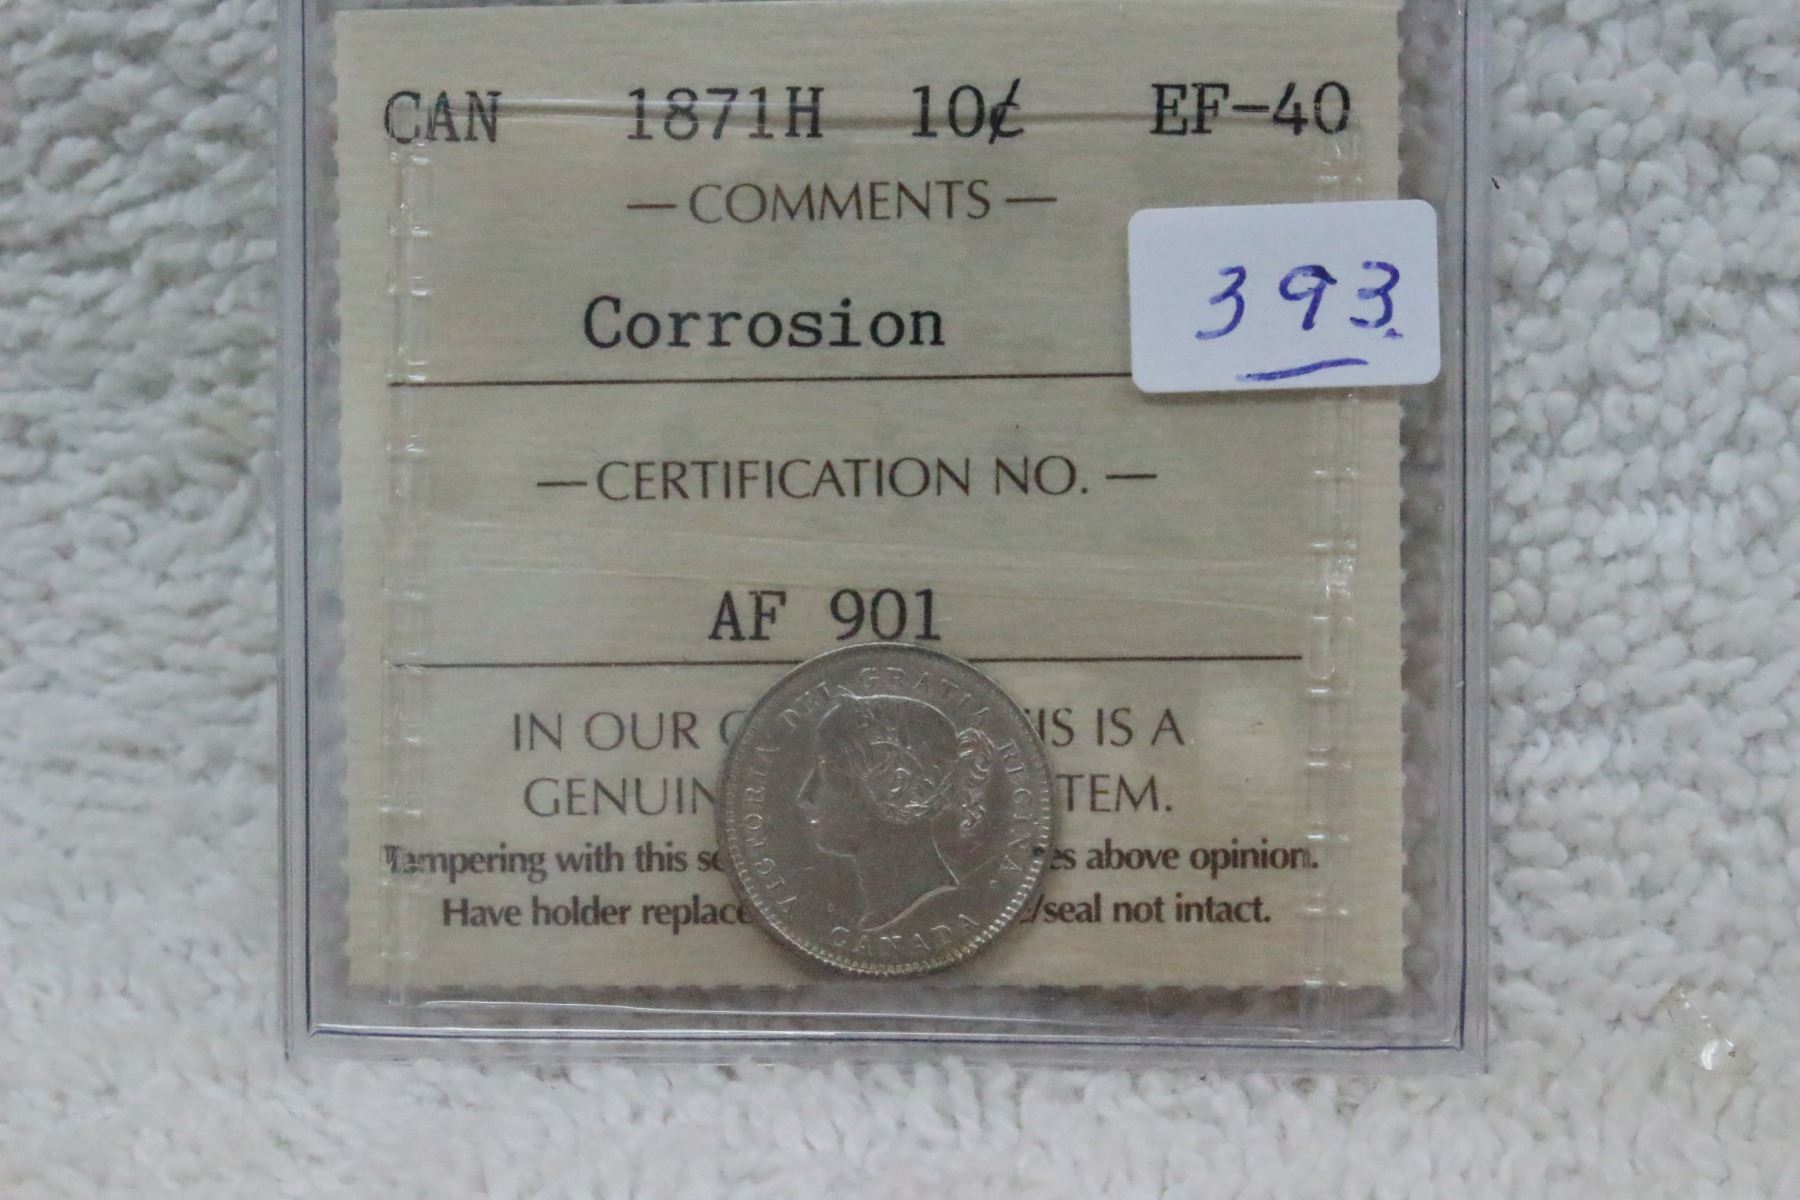 CAN 1871H 10¢ EF-40
— COMMENTS —
Corrosion
393
— CERTIFICATION NO. —
AF 901
IN OUR IS IS A
GENUIN TEM.
Tampering with this se es above opinion.
Have holder replace e/seal not intact.
VICTORIA DEI GRATIA REGINA.
CANADA